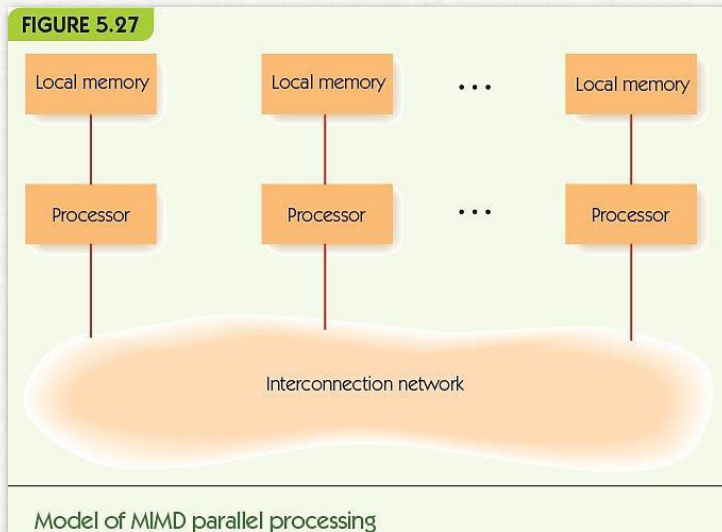 FIGURE 5.27
Local memory Local memory ... Local memory
Processor Processor ... Processor
Interconnection network
Model of MIMD parallel processing